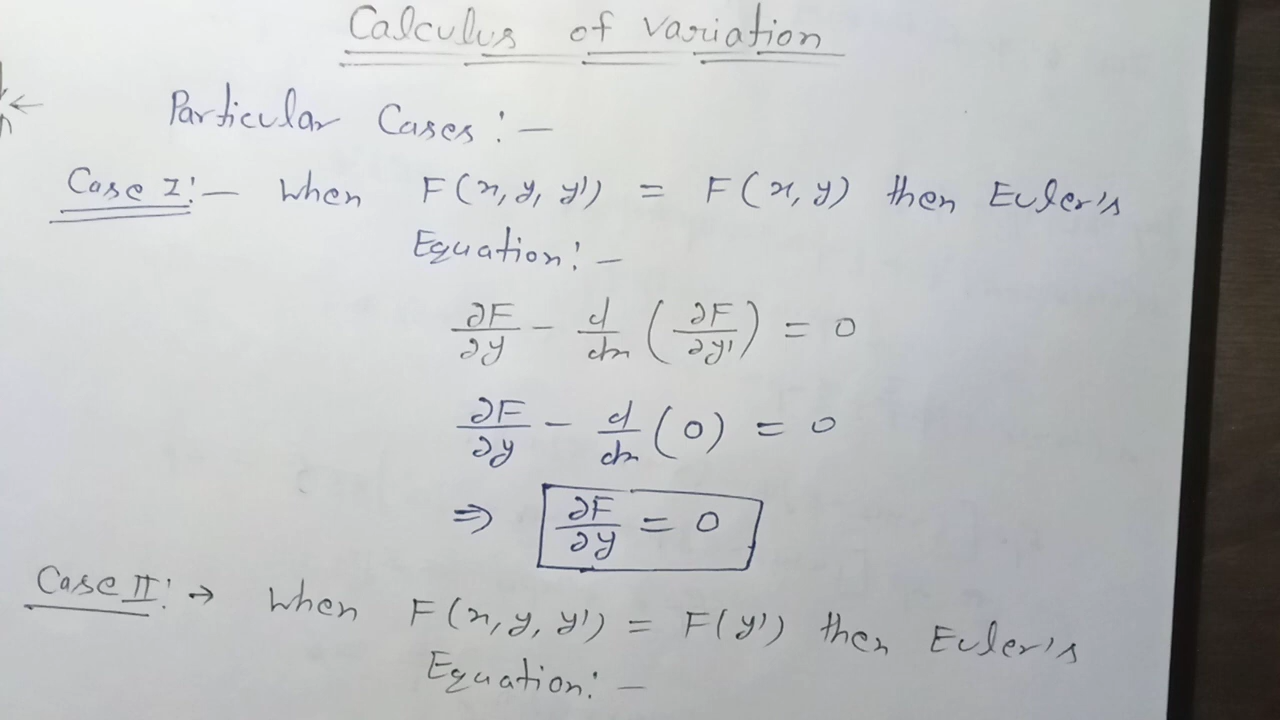 Calculus of variation
Particular Cases :-
Case I :- When F(x, y, y') = F(x, y) then Euler's
Equation :-
∂F/∂y - d/dx (∂F/∂y') = 0
∂F/∂y - d/dx (0) = 0
⇒ ∂F/∂y = 0
Case II : → When F(x, y, y') = F(y') then Euler's
Equation :-